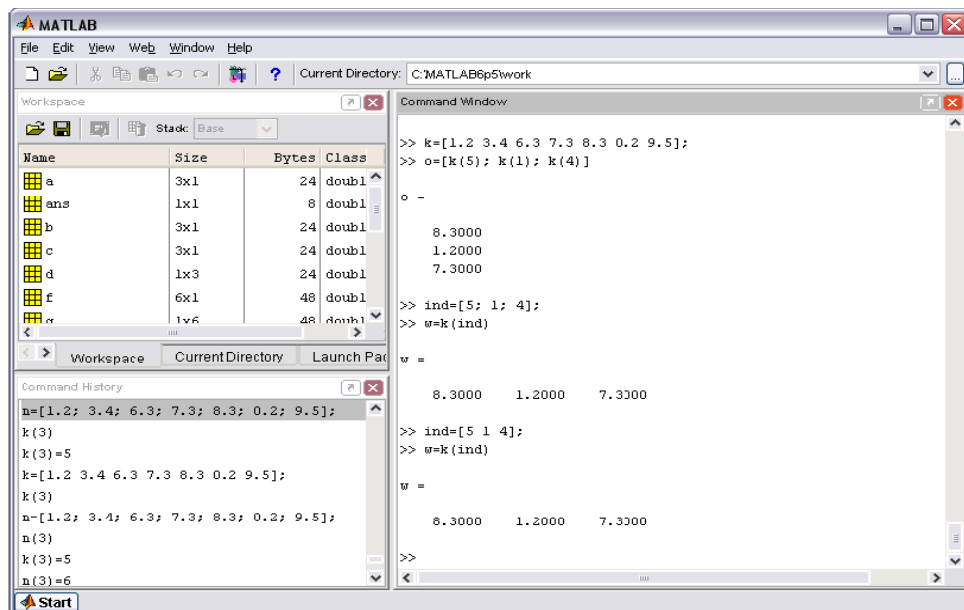 MATLAB
File Edit View Web Window Help
Current Directory: C:\MATLAB6p5\work
Workspace
Stack: Base
Name Size Bytes Class
a 3x1 24 doubl
ans 1x1 8 doubl
b 3x1 24 doubl
c 3x1 24 doubl
d 1x3 24 doubl
f 6x1 48 doubl
g 1x6 48 doubl
Workspace Current Directory Launch Pad
Command History
n=[1.2; 3.4; 6.3; 7.3; 8.3; 0.2; 9.5];
k(3)
k(3)=5
k=[1.2 3.4 6.3 7.3 8.3 0.2 9.5];
k(3)
n=[1.2; 3.4; 6.3; 7.3; 8.3; 0.2; 9.5];
n(3)
k(3)=5
n(3)=6
Command Window
>> k=[1.2 3.4 6.3 7.3 8.3 0.2 9.5];
>> o=[k(5); k(1); k(4)]
o =
8.3000
1.2000
7.3000
>> ind=[5; 1; 4];
>> w=k(ind)
w =
8.3000 1.2000 7.3000
>> ind=[5 1 4];
>> w=k(ind)
w =
8.3000 1.2000 7.3000
>>
Start